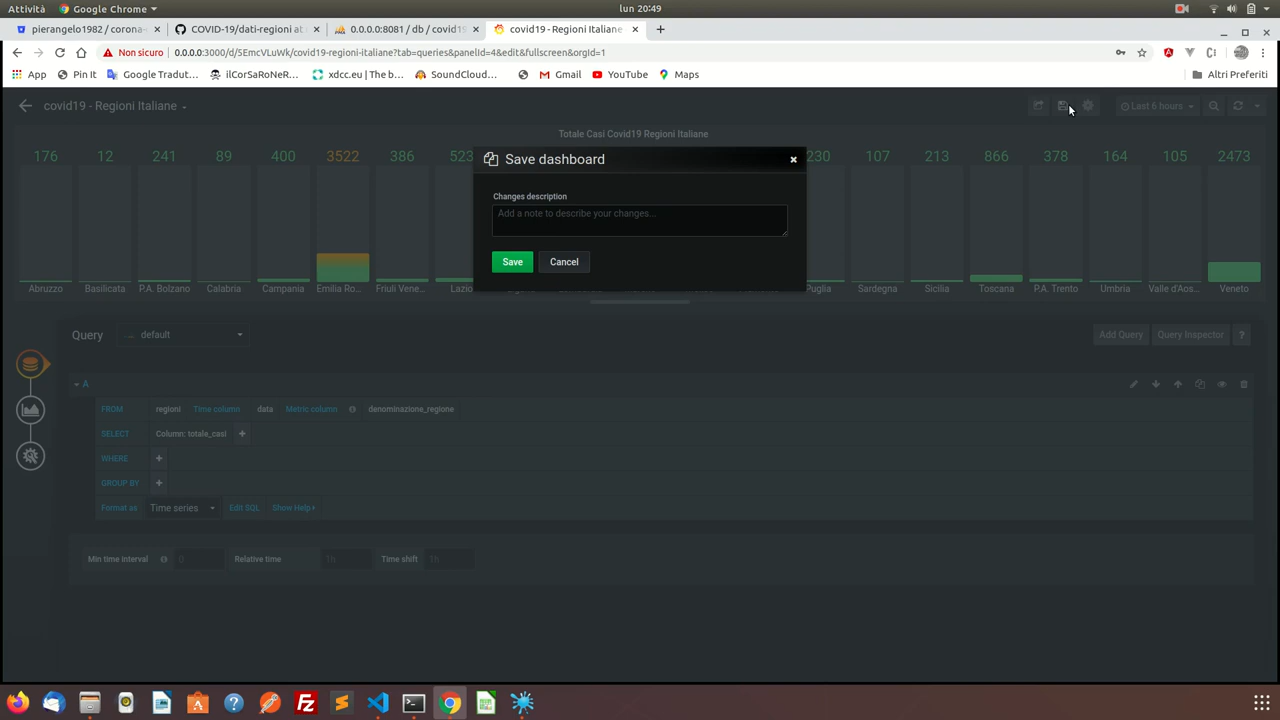 Attività
Google Chrome
lun 20:49
pierangelo1982 / corona-
COVID-19/dati-regioni at
0.0.0.0:8081 / db / covid1
covid19 - Regioni Italiane
Non sicuro
0.0.0.0:3000/d/5EmcVLuWk/covid19-regioni-italiane?tab=queries&panelId=4&edit&fullscreen&orgId=1
App
Pin It
Google Tradut...
ilCorSaRoNeR...
xdcc.eu | The b...
SoundCloud...
Gmail
YouTube
Maps
Altri Preferiti
covid19 - Regioni Italiane
Last 6 hours
Totale Casi Covid19 Regioni Italiane
176 12 241 89 400 3522 386 523 230 107 213 866 378 164 105 2473
Save dashboard
Changes description
Add a note to describe your changes...
Save
Cancel
Abruzzo Basilicata P.A. Bolzano Calabria Campania Emilia Ro... Friuli Vene... Lazio Puglia Sardegna Sicilia Toscana P.A. Trento Umbria Valle d'Aos... Veneto
Query
default
Add Query
Query Inspector
?
A
FROM regioni Time column data Metric column denominazione_regione
SELECT Column: totale_casi +
WHERE +
GROUP BY +
Format as Time series Edit SQL Show Help
Min time interval 0 Relative time 1h Time shift 1h